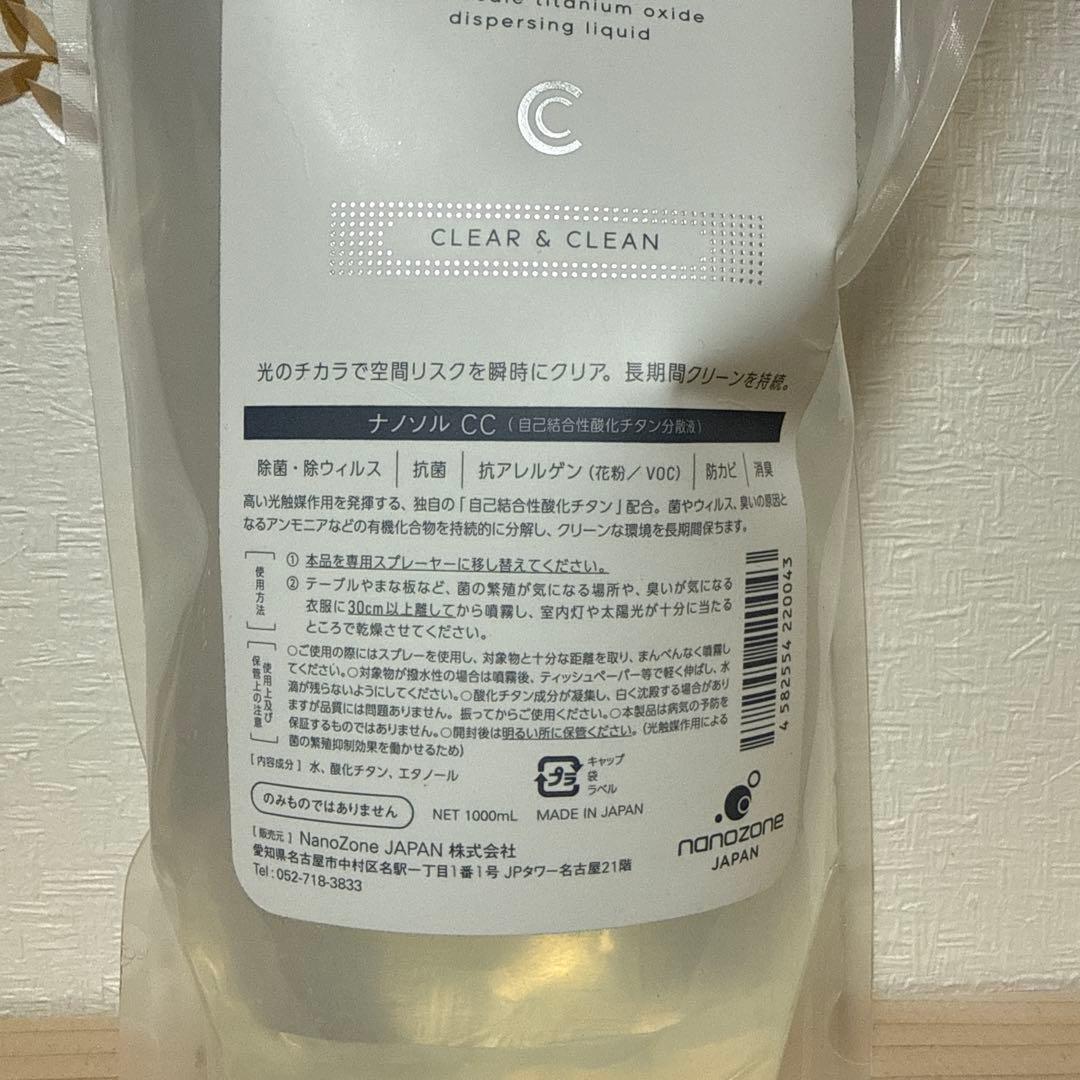 titanium oxide
dispersing liquid
CC
CLEAR & CLEAN
光のチカラで空間リスクを瞬時にクリア。長期間クリーンを持続。
ナノソル CC (自己結合性酸化チタン分散液)
除菌・除ウィルス | 抗菌 | 抗アレルゲン (花粉/VOC) | 防カビ | 消臭
高い光触媒作用を発揮する、独自の「自己結合性酸化チタン」配合。菌やウィルス、臭いの原因と
なるアンモニアなどの有機化合物を持続的に分解し、クリーンな環境を長期間保ちます。
使用方法
① 本品を専用スプレーヤーに移し替えてください。
② テーブルやまな板など、菌の繁殖が気になる場所や、臭いが気になる
衣服に30cm以上離してから噴霧し、室内灯や太陽光が十分に当たる
ところで乾燥させてください。
使用上及び
保管上の注意
○ご使用の際にはスプレーを使用し、対象物と十分な距離を取り、まんべんなく噴霧し
てください。○対象物が撥水性の場合は噴霧後、ティッシュペーパー等で軽く伸ばし、水
滴が残らないようにしてください。○酸化チタン成分が凝集し、白く沈殿する場合があり
ますが品質には問題ありません。振ってからご使用ください。○本製品は病気の予防を
保証するものではありません。○開封後は明るい所に保管ください。(光触媒作用による
菌の繁殖抑制効果を働かせるため)
[内容成分] 水、酸化チタン、エタノール
プラ
キャップ
袋
ラベル
のみものではありません
NET 1000mL MADE IN JAPAN
[販売元] NanoZone JAPAN 株式会社
愛知県名古屋市中村区名駅一丁目1番1号 JPタワー名古屋21階
Tel:052-718-3833
4 582554 220043
nanozone
JAPAN